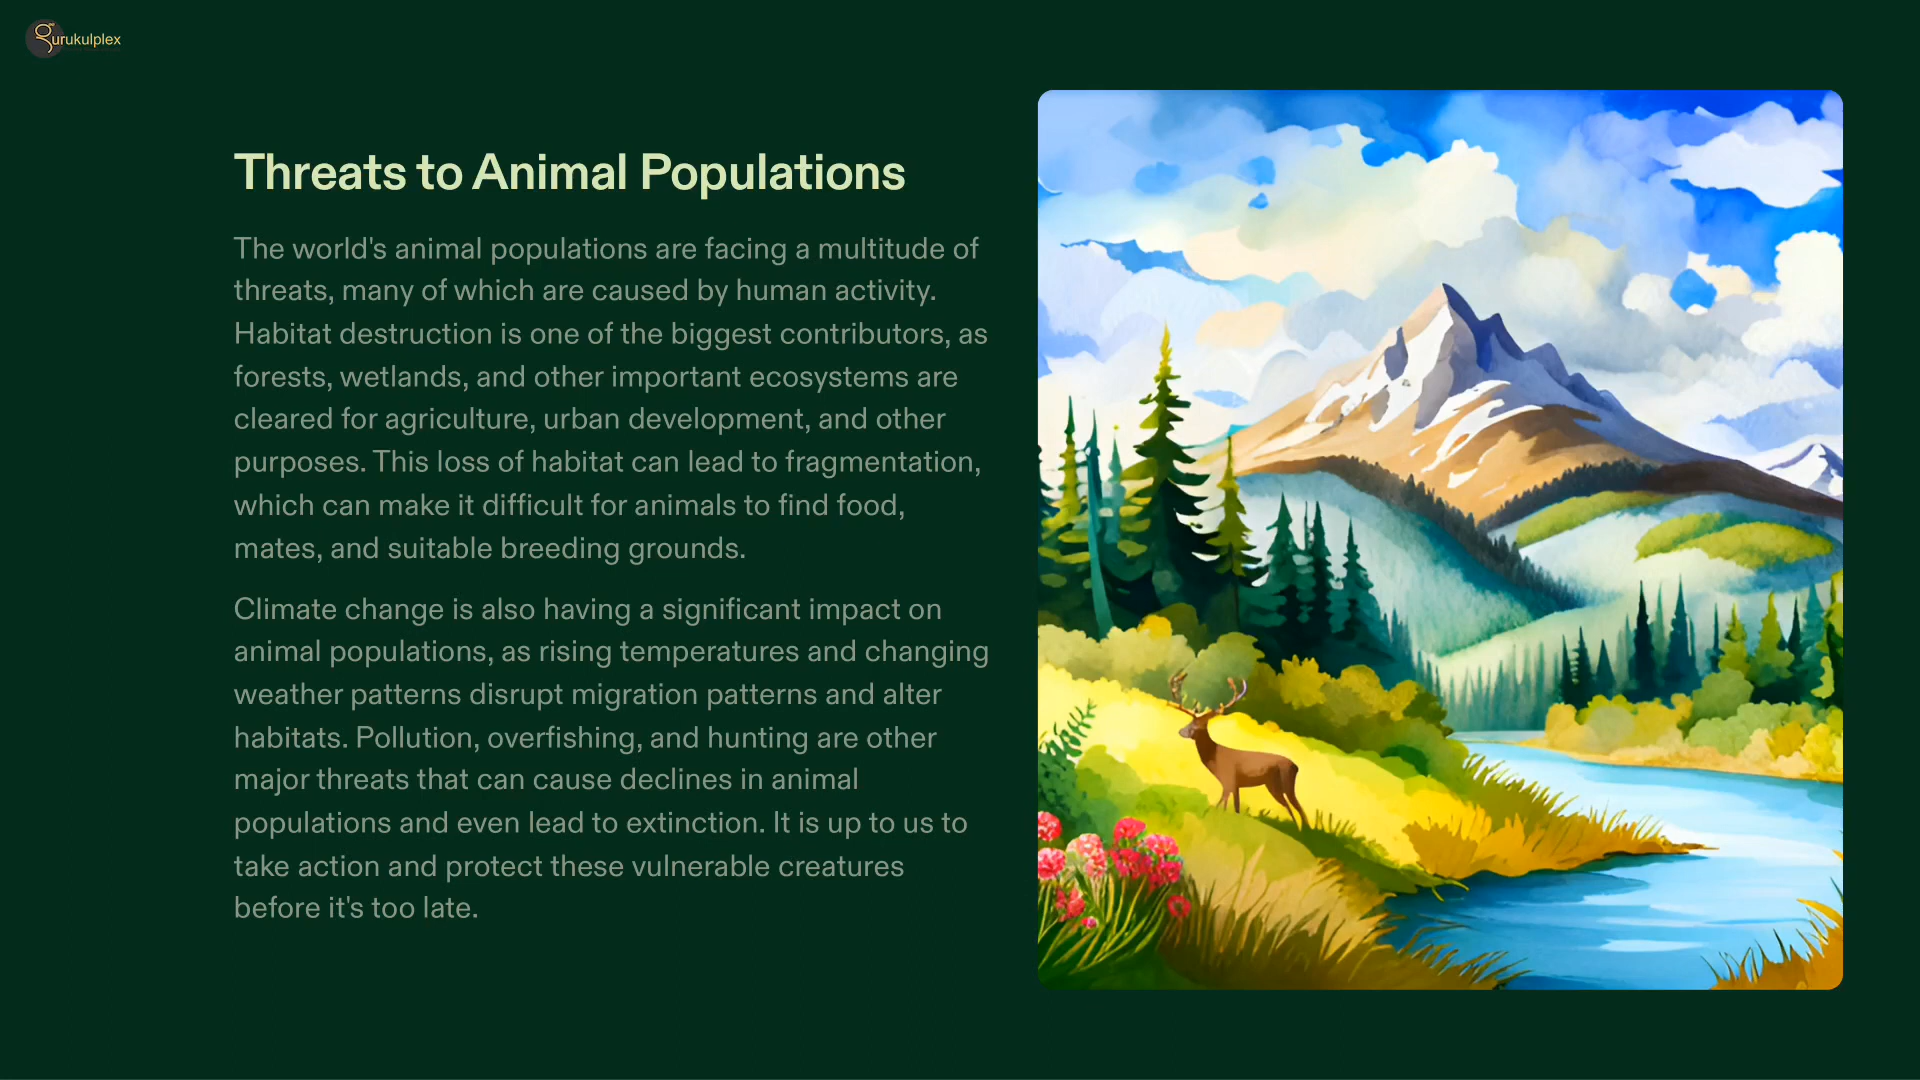 gurukulplex
Threats to Animal Populations
The world's animal populations are facing a multitude of
threats, many of which are caused by human activity.
Habitat destruction is one of the biggest contributors, as
forests, wetlands, and other important ecosystems are
cleared for agriculture, urban development, and other
purposes. This loss of habitat can lead to fragmentation,
which can make it difficult for animals to find food,
mates, and suitable breeding grounds.
Climate change is also having a significant impact on
animal populations, as rising temperatures and changing
weather patterns disrupt migration patterns and alter
habitats. Pollution, overfishing, and hunting are other
major threats that can cause declines in animal
populations and even lead to extinction. It is up to us to
take action and protect these vulnerable creatures
before it's too late.